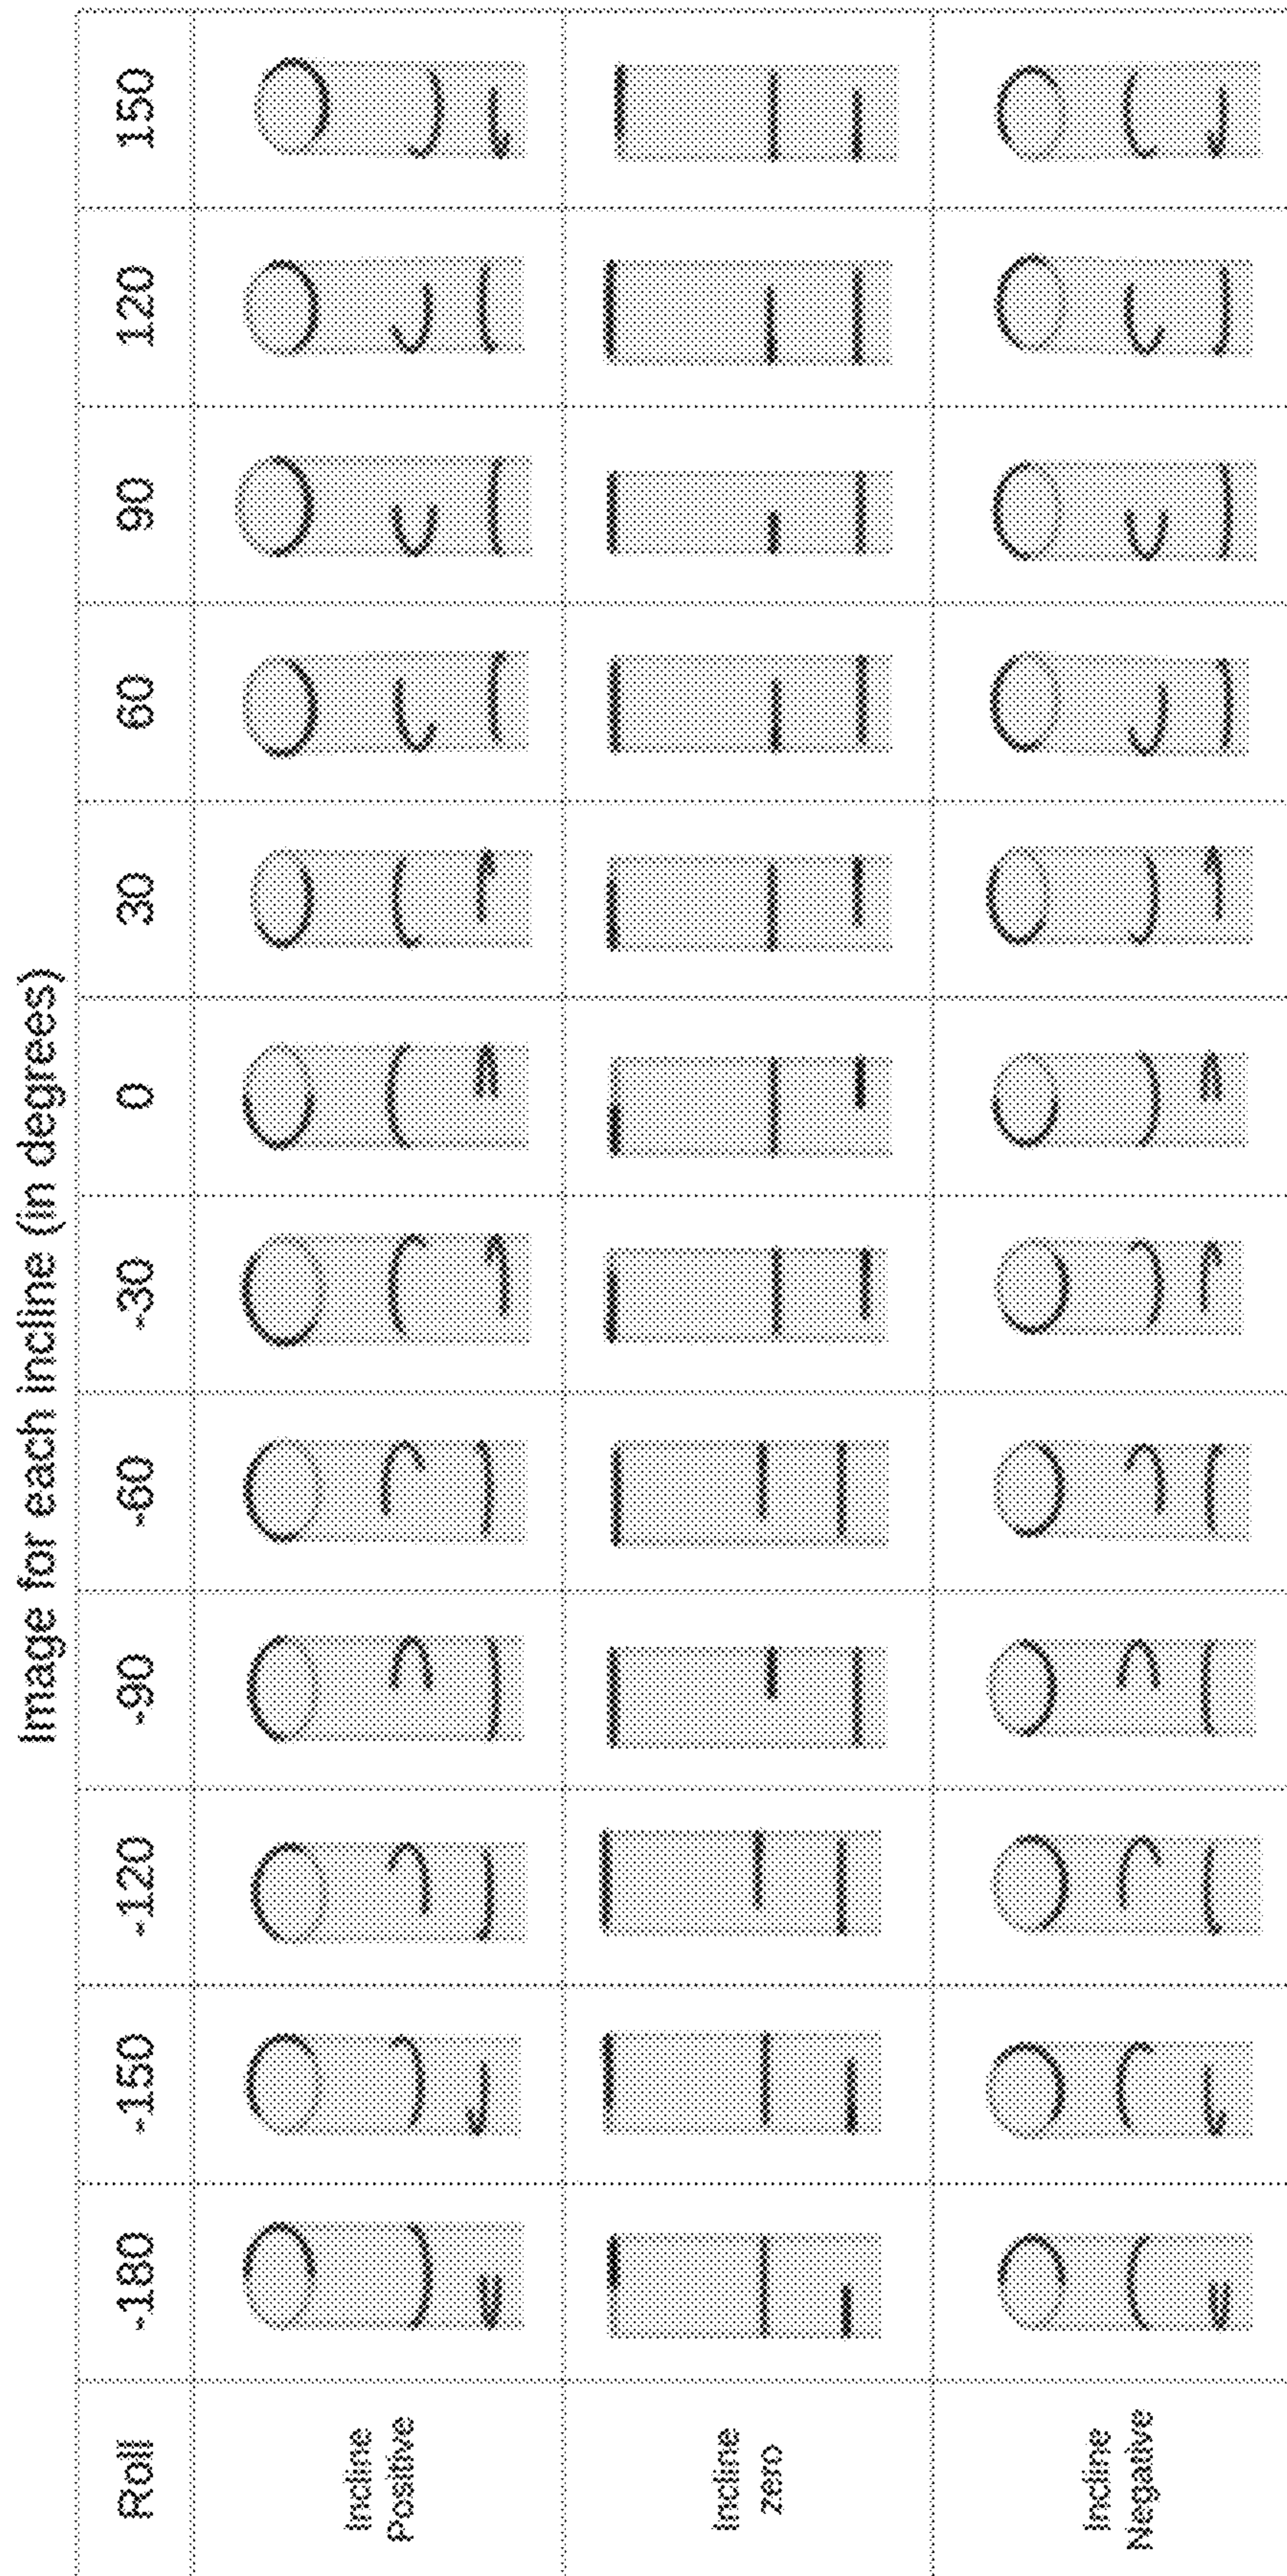 Image for each incline (in degrees)
Roll -180 -150 -120 -90 -60 -30 0 30 60 90 120 150
Incline
Positive
Incline
zero
Incline
Negative